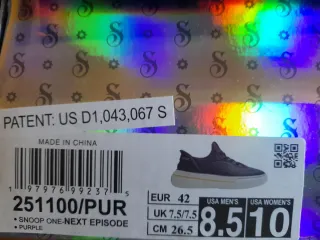 PATENT: US D1,043,067 S
MADE IN CHINA
1 97976 99237 5
251100/PUR
• SNOOP ONE-NEXT EPISODE
• PURPLE
EUR 42
UK 7.5/7.5
CM 26.5
USA MEN'S
8.5
USA WOMEN'S
10